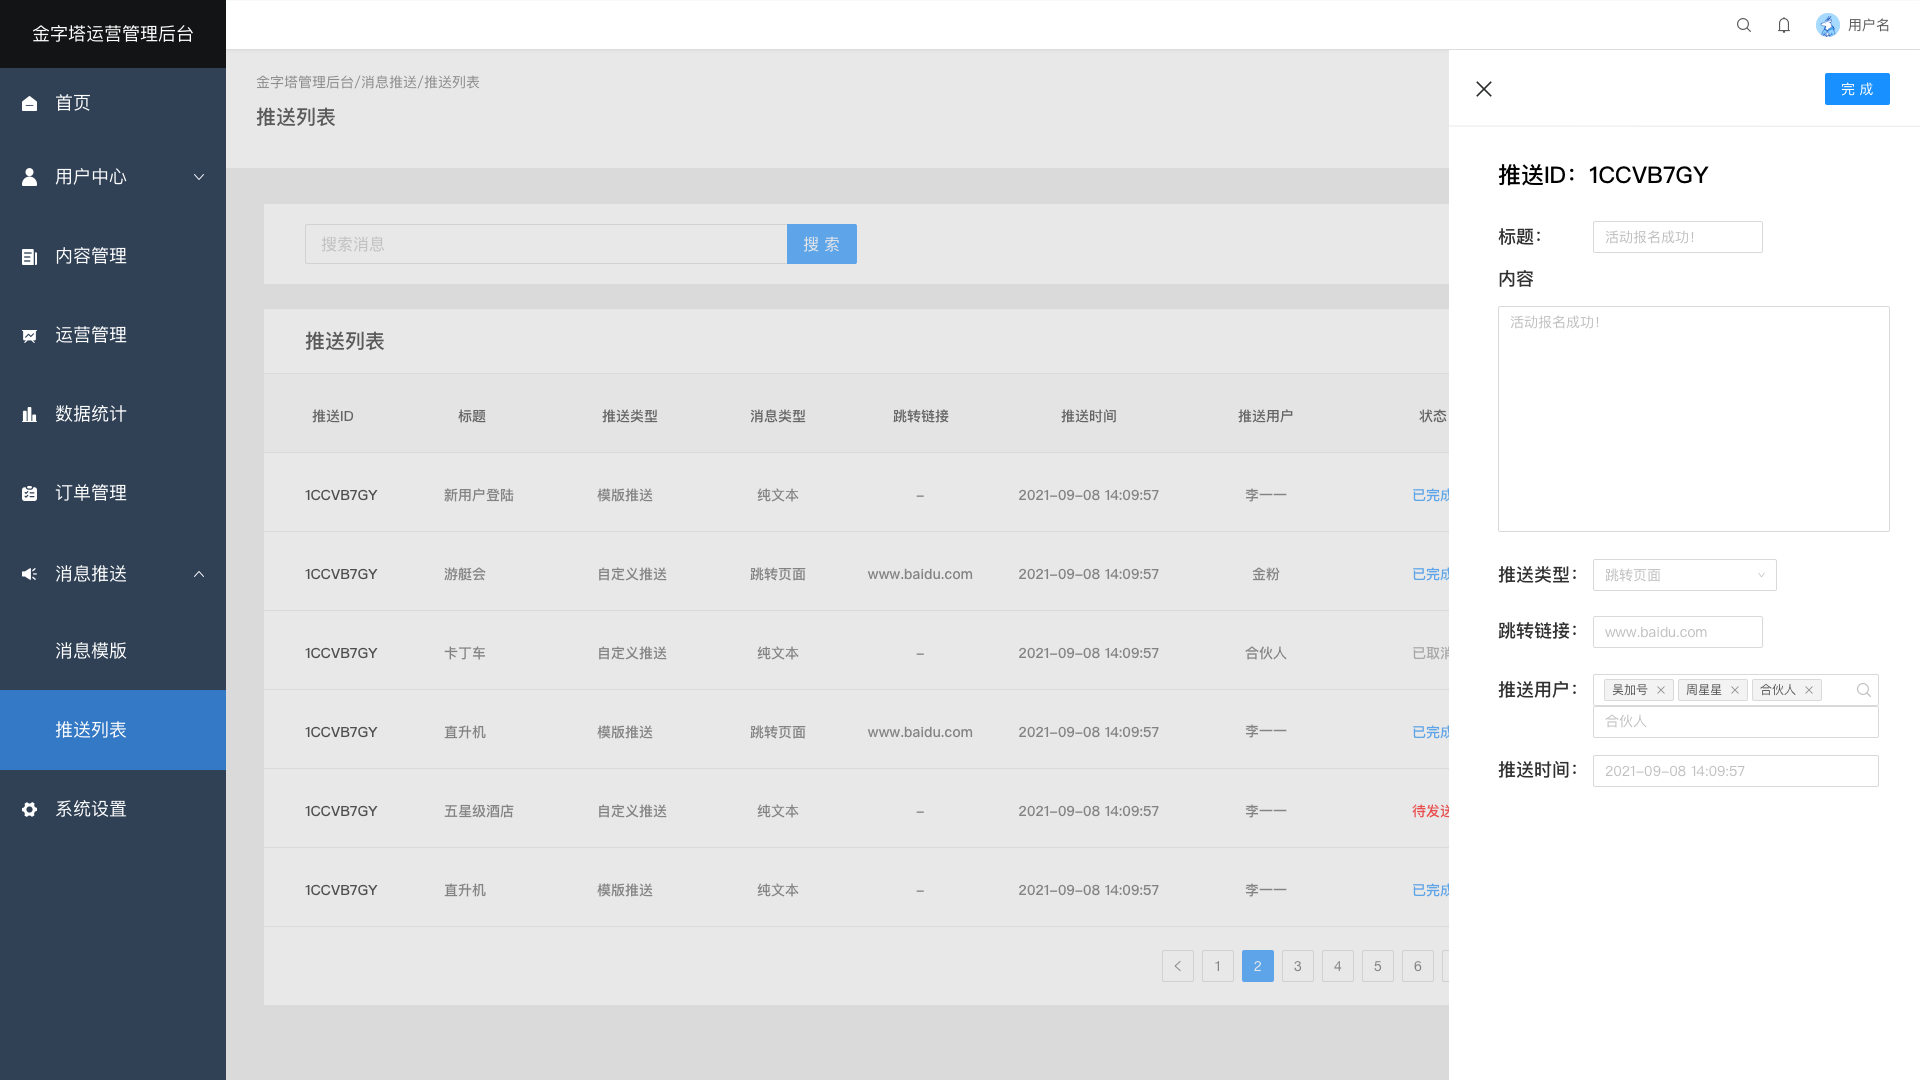 金字塔运营管理后台
用户名
首页
用户中心
内容管理
运营管理
数据统计
订单管理
消息推送
消息模版
推送列表
系统设置
金字塔管理后台/消息推送/推送列表
推送列表
搜索消息 搜 索
推送列表
推送ID 标题 推送类型 消息类型 跳转链接 推送时间 推送用户 状态
1CCVB7GY 新用户登陆 模版推送 纯文本 – 2021-09-08 14:09:57 李一一 已完成
1CCVB7GY 游艇会 自定义推送 跳转页面 www.baidu.com 2021-09-08 14:09:57 金粉 已完成
1CCVB7GY 卡丁车 自定义推送 纯文本 – 2021-09-08 14:09:57 合伙人 已取消
1CCVB7GY 直升机 模版推送 跳转页面 www.baidu.com 2021-09-08 14:09:57 李一一 已完成
1CCVB7GY 五星级酒店 自定义推送 纯文本 – 2021-09-08 14:09:57 李一一 待发送
1CCVB7GY 直升机 模版推送 纯文本 – 2021-09-08 14:09:57 李一一 已完成
1 2 3 4 5 6
完 成
推送ID：1CCVB7GY
标题： 活动报名成功！
内容
活动报名成功！
推送类型： 跳转页面
跳转链接： www.baidu.com
推送用户： 吴加号 周星星 合伙人
合伙人
推送时间： 2021-09-08 14:09:57